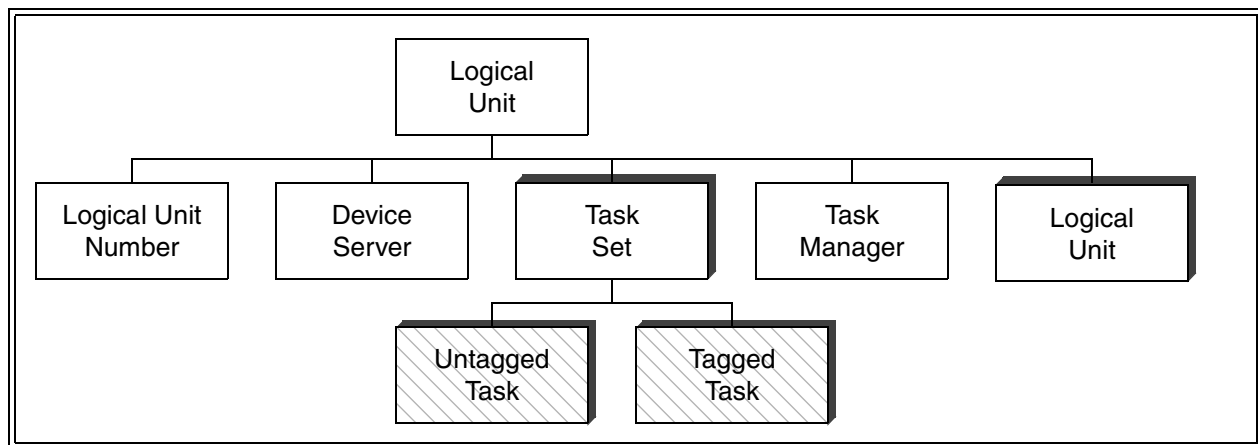 Logical
Unit
Logical Unit
Number
Device
Server
Task
Set
Task
Manager
Logical
Unit
Untagged
Task
Tagged
Task